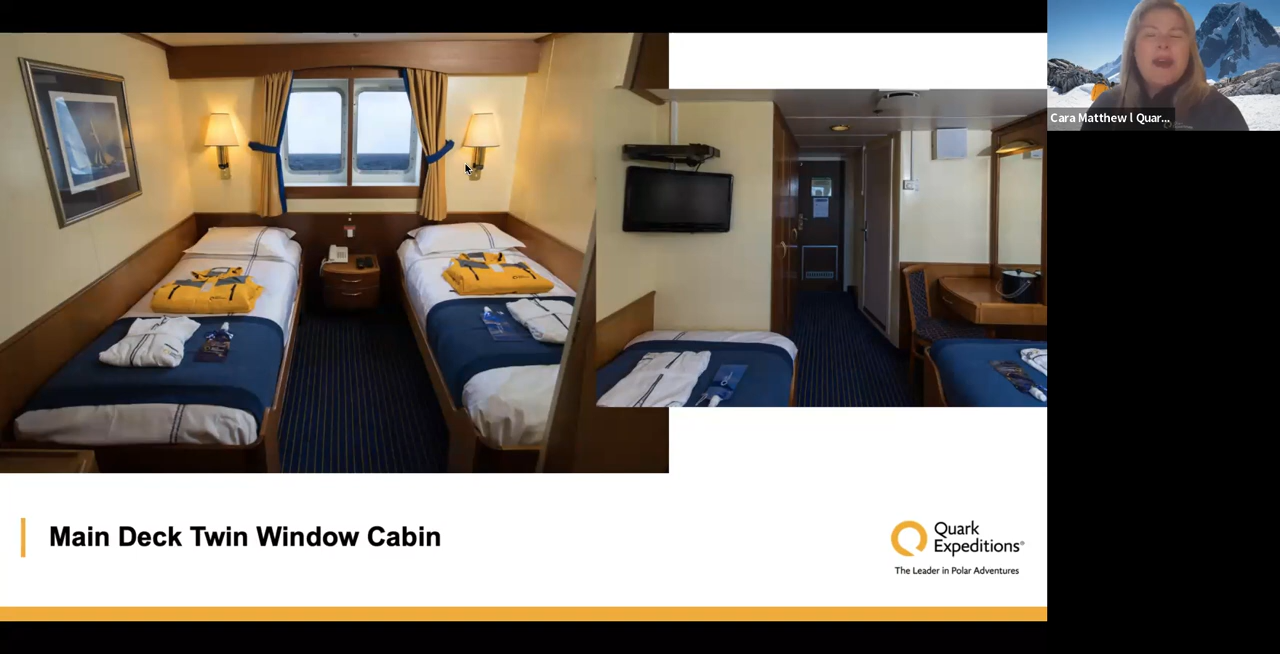 Cara Matthew l Quar...
Main Deck Twin Window Cabin
Quark
Expeditions®
The Leader in Polar Adventures